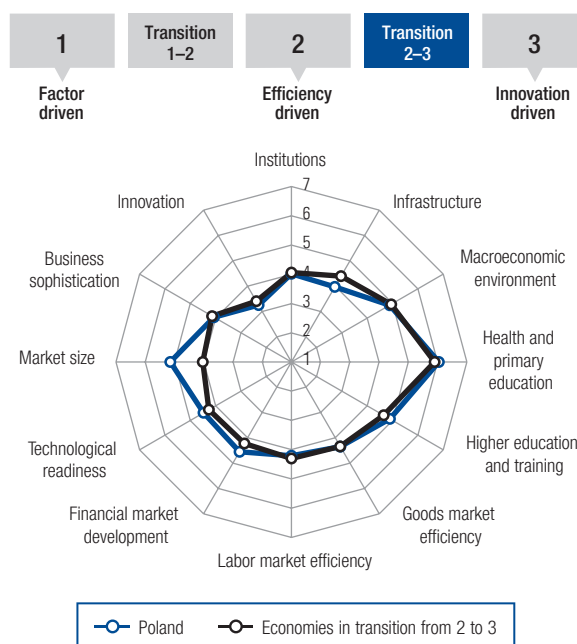 1
Transition
1–2
2
Transition
2–3
3
Factor
driven
Efficiency
driven
Innovation
driven
Institutions
Infrastructure
Macroeconomic
environment
Health and
primary
education
Higher education
and training
Goods market
efficiency
Labor market efficiency
Financial market
development
Technological
readiness
Market size
Business
sophistication
Innovation
7
6
5
4
3
2
1
Poland
Economies in transition from 2 to 3